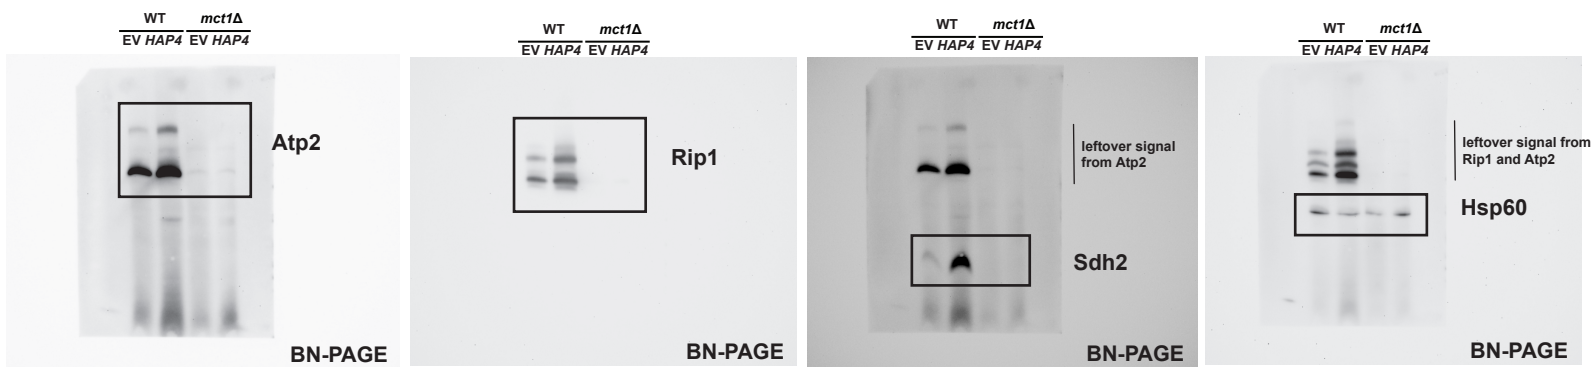 WT mct1Δ
EV HAP4 EV HAP4
Atp2
BN-PAGE
WT mct1Δ
EV HAP4 EV HAP4
Rip1
BN-PAGE
WT mct1Δ
EV HAP4 EV HAP4
leftover signal
from Atp2
Sdh2
BN-PAGE
WT mct1Δ
EV HAP4 EV HAP4
leftover signal from
Rip1 and Atp2
Hsp60
BN-PAGE